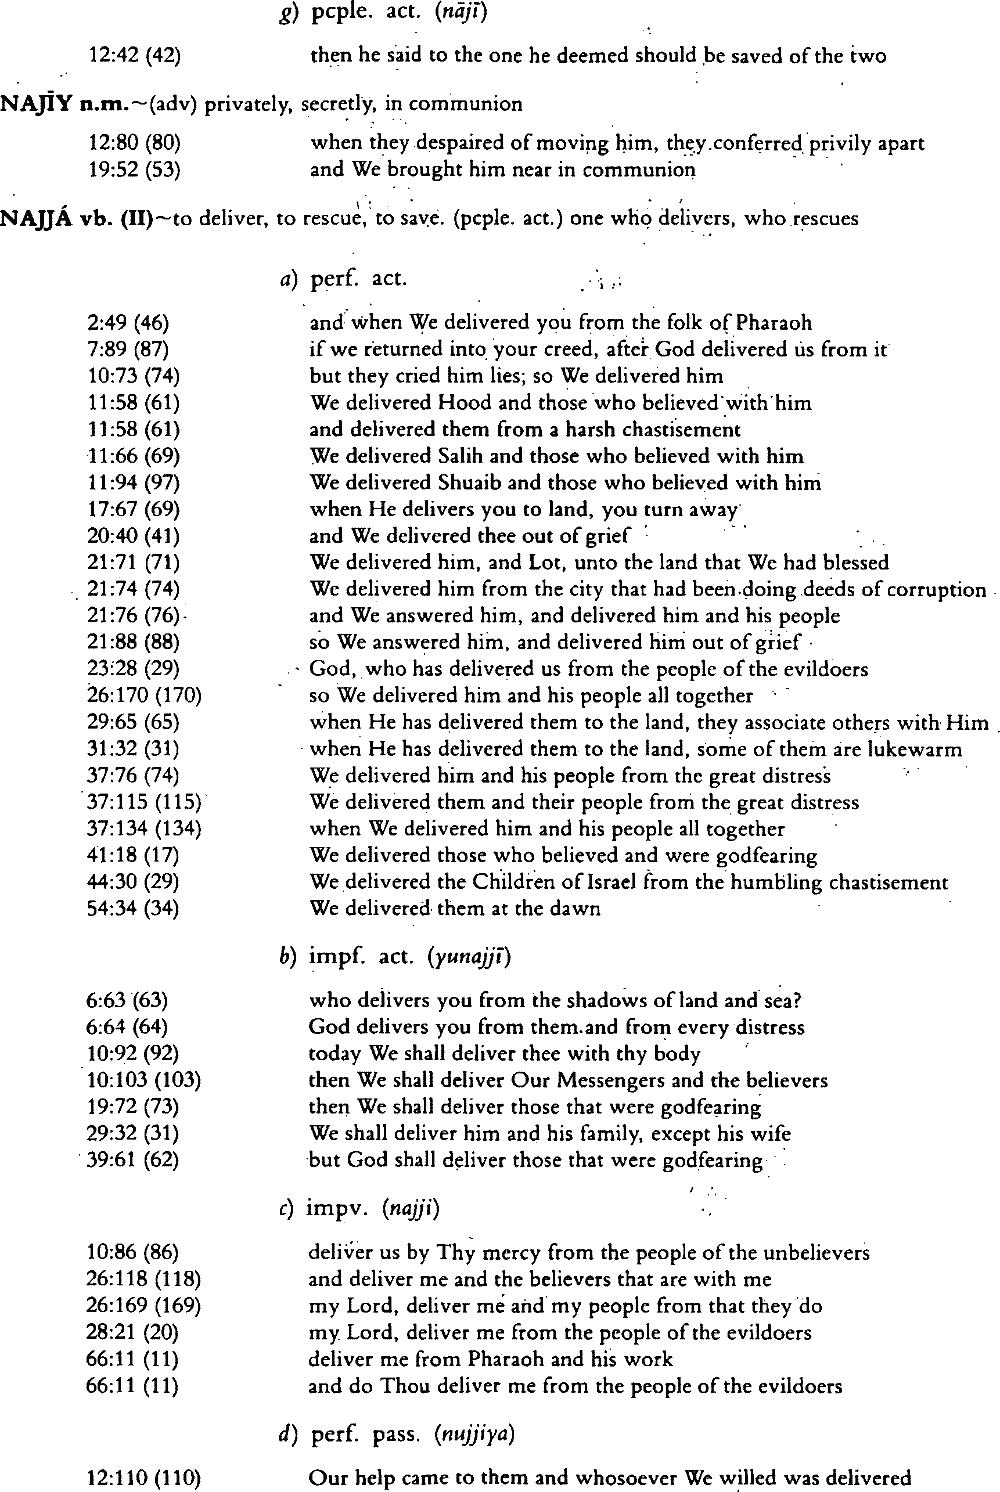 g) pcple. act. (nājī)
12:42 (42) then he said to the one he deemed should be saved of the two
NAJĪY n.m.~(adv) privately, secretly, in communion
12:80 (80) when they despaired of moving him, they conferred privily apart
19:52 (53) and We brought him near in communion
NAJJÁ vb. (II)~to deliver, to rescue, to save. (pcple. act.) one who delivers, who rescues
a) perf. act.
2:49 (46) and when We delivered you from the folk of Pharaoh
7:89 (87) if we returned into your creed, after God delivered us from it
10:73 (74) but they cried him lies; so We delivered him
11:58 (61) We delivered Hood and those who believed with him
11:58 (61) and delivered them from a harsh chastisement
11:66 (69) We delivered Salih and those who believed with him
11:94 (97) We delivered Shuaib and those who believed with him
17:67 (69) when He delivers you to land, you turn away
20:40 (41) and We delivered thee out of grief
21:71 (71) We delivered him, and Lot, unto the land that We had blessed
21:74 (74) We delivered him from the city that had been doing deeds of corruption
21:76 (76) and We answered him, and delivered him and his people
21:88 (88) so We answered him, and delivered him out of grief
23:28 (29) God, who has delivered us from the people of the evildoers
26:170 (170) so We delivered him and his people all together
29:65 (65) when He has delivered them to the land, they associate others with Him
31:32 (31) when He has delivered them to the land, some of them are lukewarm
37:76 (74) We delivered him and his people from the great distress
37:115 (115) We delivered them and their people from the great distress
37:134 (134) when We delivered him and his people all together
41:18 (17) We delivered those who believed and were godfearing
44:30 (29) We delivered the Children of Israel from the humbling chastisement
54:34 (34) We delivered them at the dawn
b) impf. act. (yunajjī)
6:63 (63) who delivers you from the shadows of land and sea?
6:64 (64) God delivers you from them and from every distress
10:92 (92) today We shall deliver thee with thy body
10:103 (103) then We shall deliver Our Messengers and the believers
19:72 (73) then We shall deliver those that were godfearing
29:32 (31) We shall deliver him and his family, except his wife
39:61 (62) but God shall deliver those that were godfearing
c) impv. (najji)
10:86 (86) deliver us by Thy mercy from the people of the unbelievers
26:118 (118) and deliver me and the believers that are with me
26:169 (169) my Lord, deliver me and my people from that they do
28:21 (20) my Lord, deliver me from the people of the evildoers
66:11 (11) deliver me from Pharaoh and his work
66:11 (11) and do Thou deliver me from the people of the evildoers
d) perf. pass. (nujjiya)
12:110 (110) Our help came to them and whosoever We willed was delivered